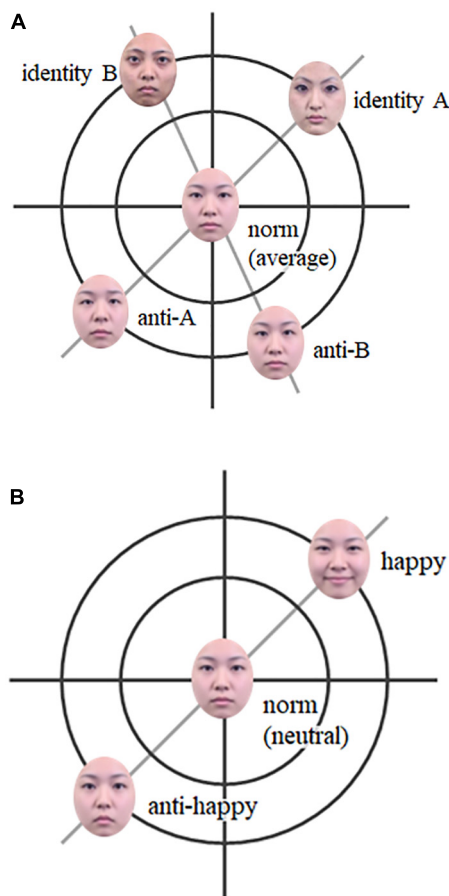 A
identity B
identity A
norm
(average)
anti-A
anti-B
B
happy
norm
(neutral)
anti-happy